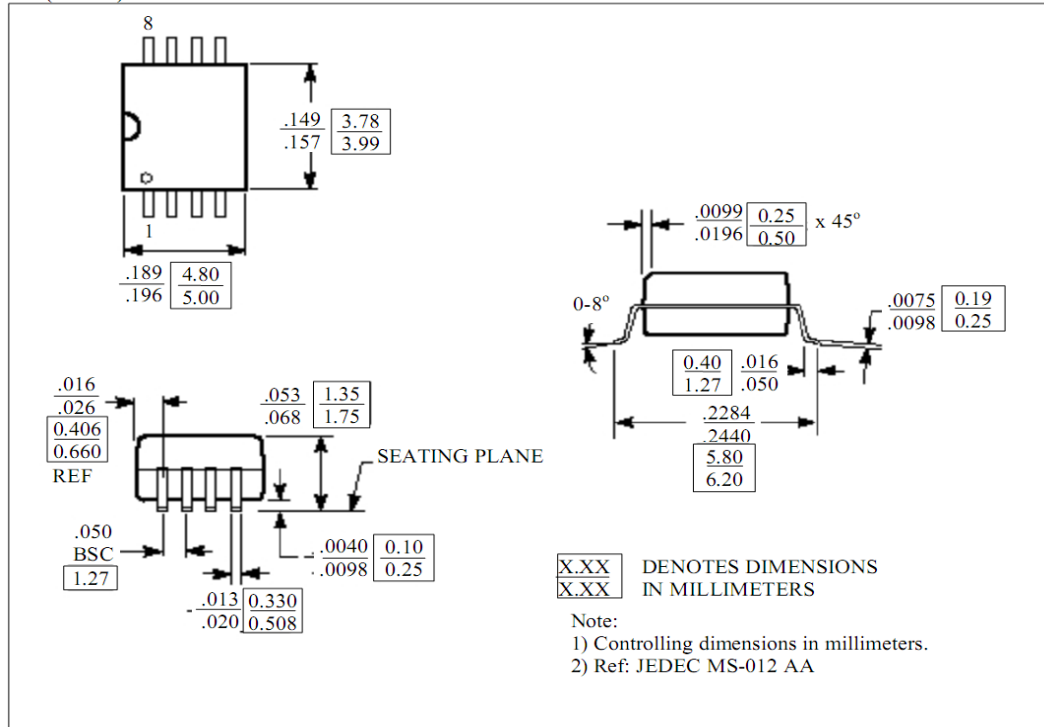 8
.149 3.78
.157 3.99
1
.189 4.80
.196 5.00
.0099 0.25
.0196 0.50 x 45º
0-8º
.0075 0.19
.0098 0.25
0.40 .016
1.27 .050
.2284
.2440
5.80
6.20
.016
.026
0.406
0.660
REF
.053 1.35
.068 1.75
SEATING PLANE
.050
BSC
1.27
.0040 0.10
.0098 0.25
.013 0.330
.020 0.508
X.XX DENOTES DIMENSIONS
X.XX IN MILLIMETERS
Note:
1) Controlling dimensions in millimeters.
2) Ref: JEDEC MS-012 AA